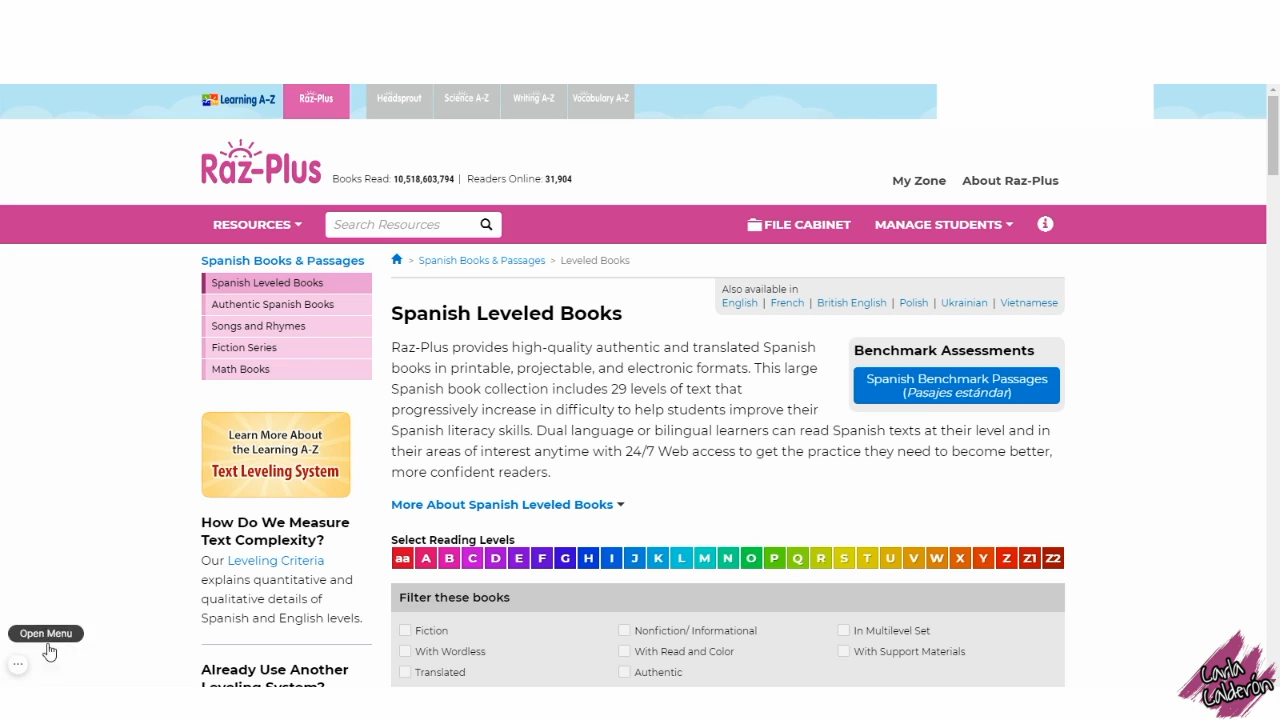 Learning A-Z
Raz-Plus
Headsprout
Science A-Z
Writing A-Z
Vocabulary A-Z
Raz-Plus
Books Read: 10,518,603,794 | Readers Online: 31,904
My Zone
About Raz-Plus
RESOURCES
Search Resources
FILE CABINET
MANAGE STUDENTS
Spanish Books & Passages
Spanish Leveled Books
Authentic Spanish Books
Songs and Rhymes
Fiction Series
Math Books
Learn More About
the Learning A-Z
Text Leveling System
How Do We Measure
Text Complexity?
Our Leveling Criteria
explains quantitative and
qualitative details of
Spanish and English levels.
Already Use Another
Leveling System?
> Spanish Books & Passages > Leveled Books
Also available in
English | French | British English | Polish | Ukrainian | Vietnamese
Spanish Leveled Books
Raz-Plus provides high-quality authentic and translated Spanish
books in printable, projectable, and electronic formats. This large
Spanish book collection includes 29 levels of text that
progressively increase in difficulty to help students improve their
Spanish literacy skills. Dual language or bilingual learners can read Spanish texts at their level and in
their areas of interest anytime with 24/7 Web access to get the practice they need to become better,
more confident readers.
Benchmark Assessments
Spanish Benchmark Passages
(Pasajes estándar)
More About Spanish Leveled Books
Select Reading Levels
aa A B C D E F G H I J K L M N O P Q R S T U V W X Y Z Z1 Z2
Filter these books
Fiction
Nonfiction/ Informational
In Multilevel Set
With Wordless
With Read and Color
With Support Materials
Translated
Authentic
Open Menu
Carla
Calderón